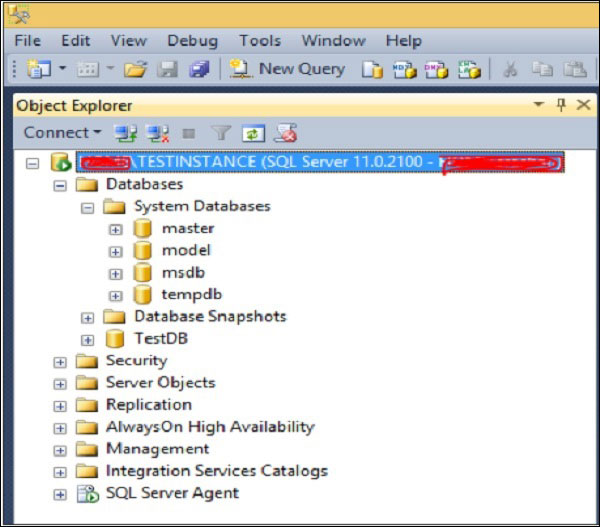 File Edit View Debug Tools Window Help
New Query
Object Explorer
Connect
\TESTINSTANCE (SQL Server 11.0.2100 -
Databases
System Databases
master
model
msdb
tempdb
Database Snapshots
TestDB
Security
Server Objects
Replication
AlwaysOn High Availability
Management
Integration Services Catalogs
SQL Server Agent